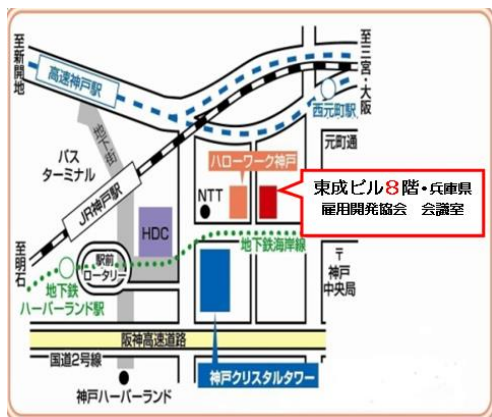 至新開地
高速神戸駅
至三宮・大阪
西元町駅
元町通
地下街
バス
ターミナル
JR神戸駅
ハローワーク神戸
NTT
東成ビル8階・兵庫県
雇用開発協会 会議室
HDC
至明石
駅前
ロータリー
地下鉄海岸線
地下鉄
ハーバーランド駅
〒
神戸
中央局
阪神高速道路
国道2号線
神戸クリスタルタワー
神戸ハーバーランド